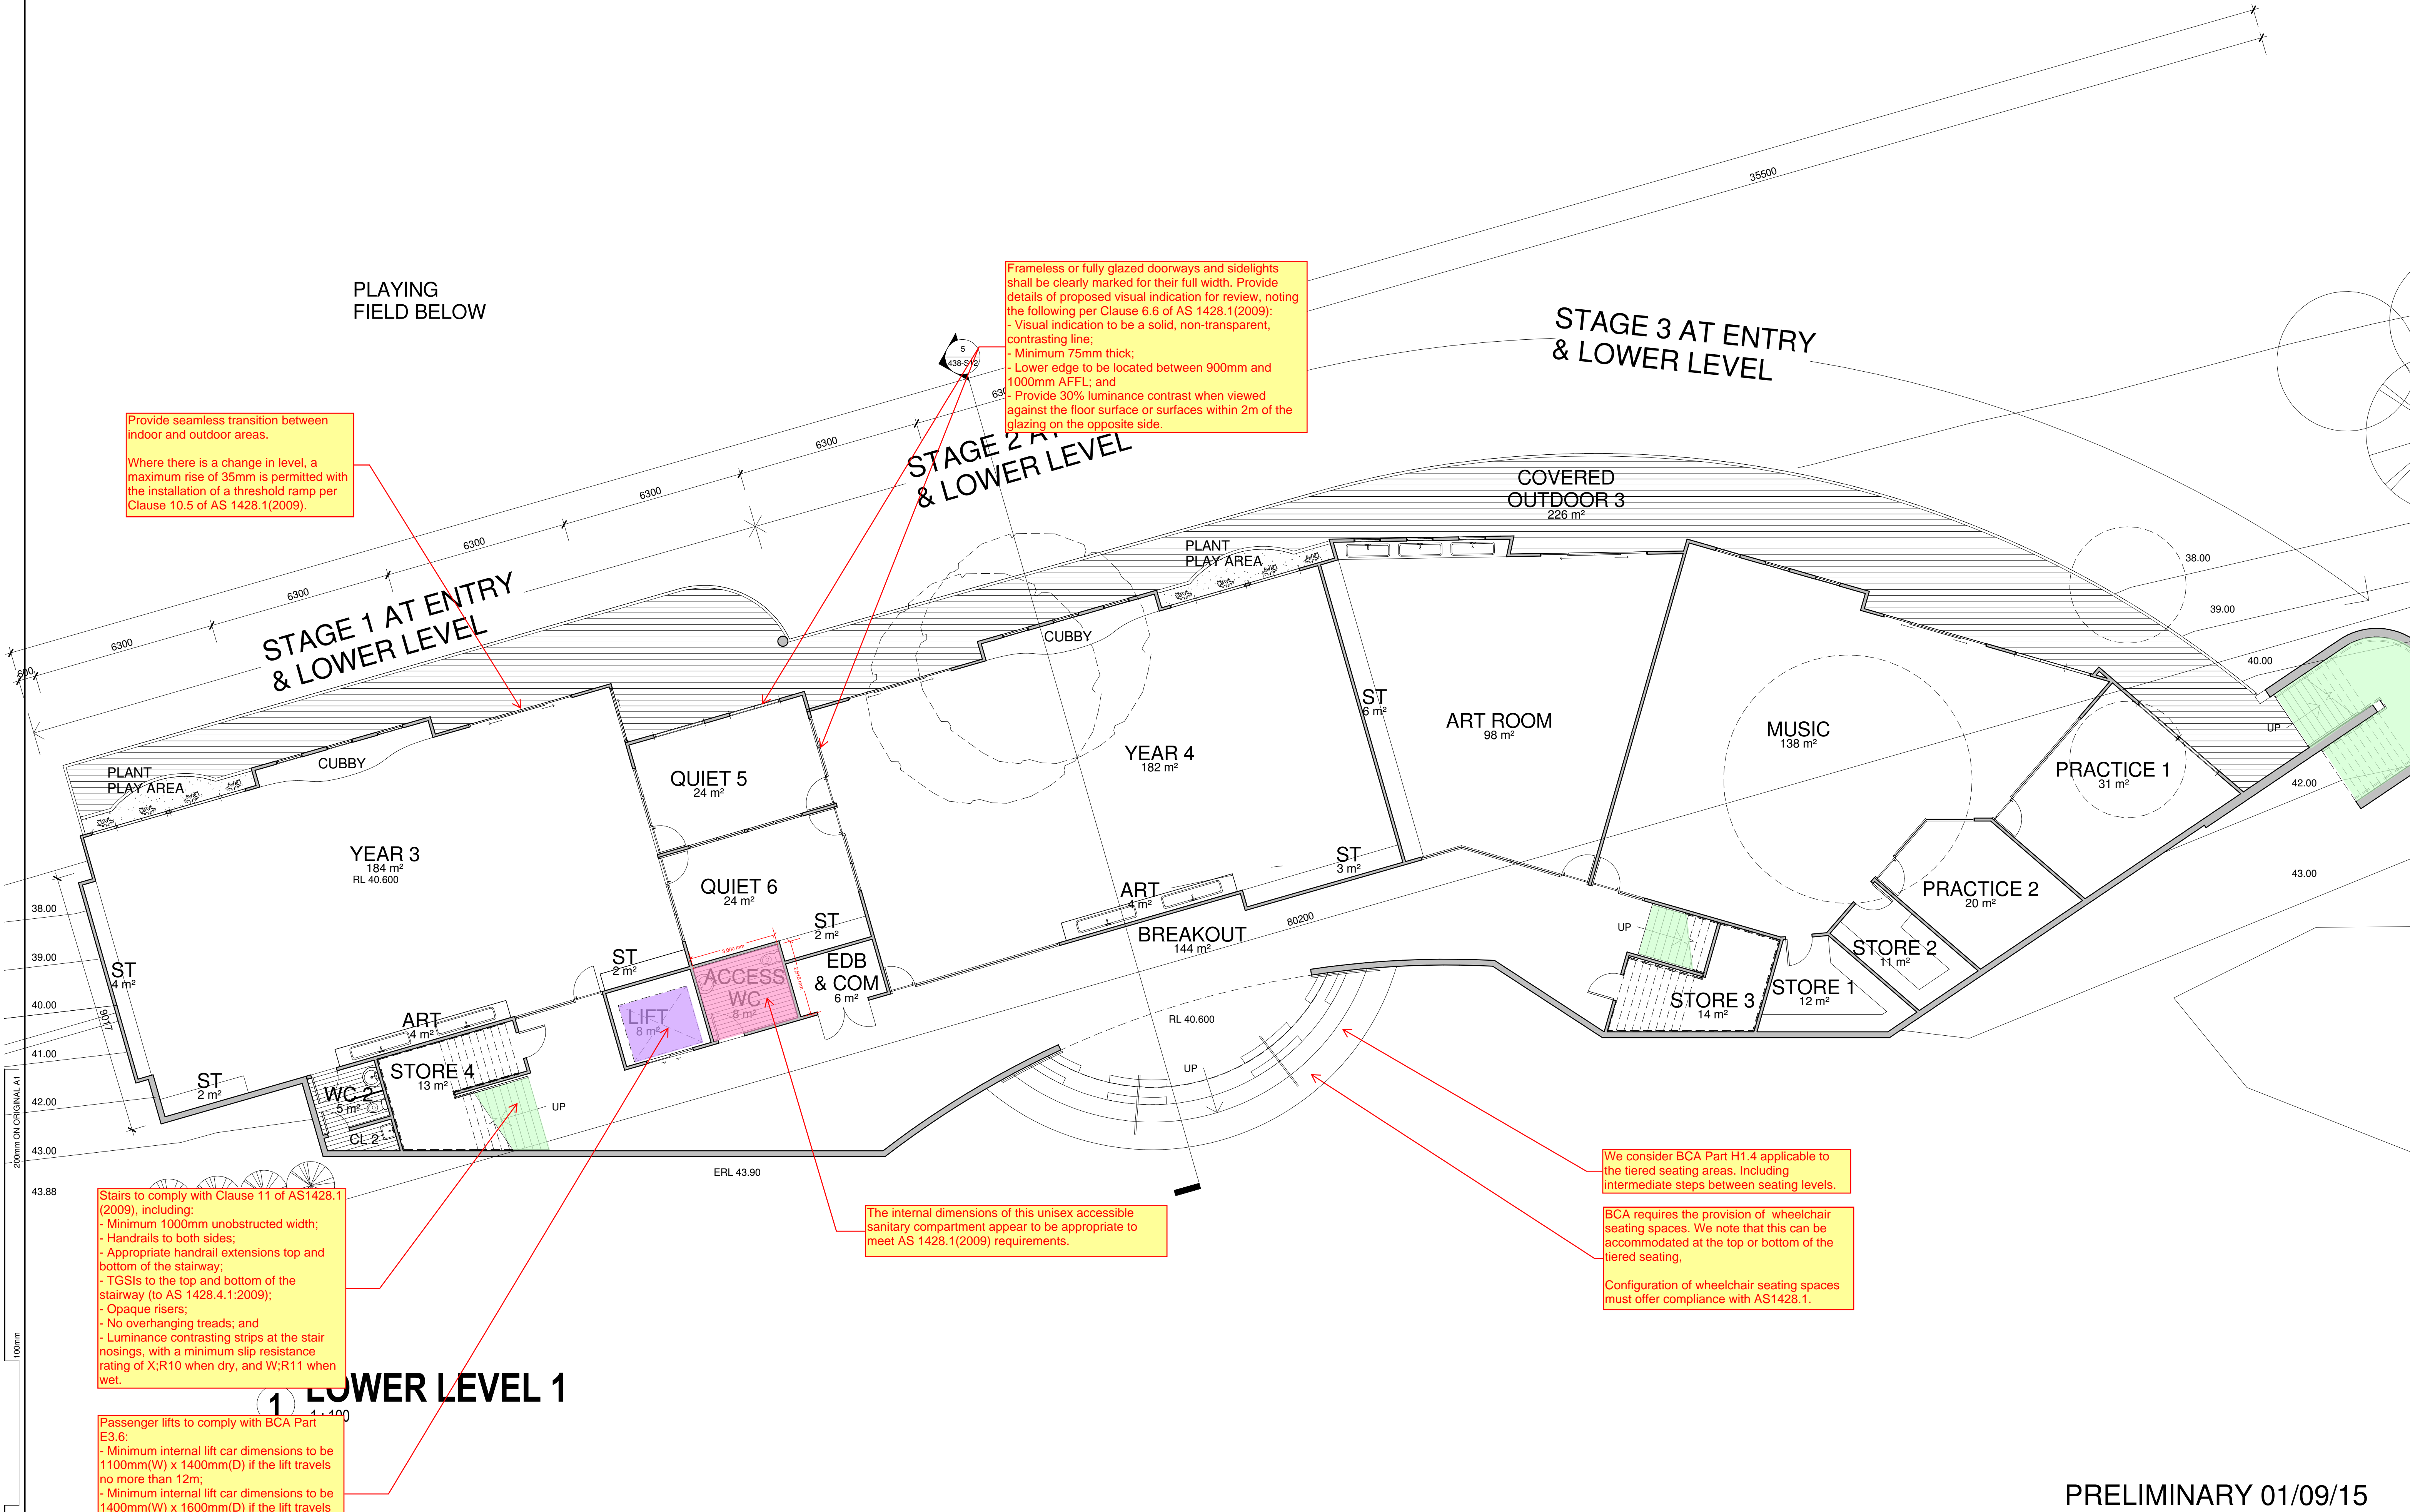 35500
PLAYING
FIELD BELOW
Frameless or fully glazed doorways and sidelights
shall be clearly marked for their full width. Provide
details of proposed visual indication for review, noting
the following per Clause 6.6 of AS 1428.1(2009):
- Visual indication to be a solid, non-transparent,
contrasting line;
- Minimum 75mm thick;
- Lower edge to be located between 900mm and
1000mm AFFL; and
- Provide 30% luminance contrast when viewed
against the floor surface or surfaces within 2m of the
glazing on the opposite side.
5
438-S12
STAGE 3 AT ENTRY
& LOWER LEVEL
Provide seamless transition between
indoor and outdoor areas.
Where there is a change in level, a
maximum rise of 35mm is permitted with
the installation of a threshold ramp per
Clause 10.5 of AS 1428.1(2009).
6300
6300
6300
6300
6300
600
STAGE 2 AT
& LOWER LEVEL
STAGE 1 AT ENTRY
& LOWER LEVEL
COVERED
OUTDOOR 3
226 m²
PLANT
PLAY AREA
CUBBY
38.00
39.00
40.00
42.00
43.00
UP
PLANT
PLAY AREA
CUBBY
QUIET 5
24 m²
YEAR 4
182 m²
ST
6 m²
ART ROOM
98 m²
MUSIC
138 m²
PRACTICE 1
31 m²
YEAR 3
184 m²
RL 40.600
QUIET 6
24 m²
ST
3 m²
ART
4 m²
PRACTICE 2
20 m²
38.00
39.00
40.00
41.00
42.00
43.00
43.88
9017
ST
4 m²
ST
2 m²
3,000 mm
ST
2 m²
EDB
& COM
6 m²
ACCESS
WC
8 m²
LIFT
8 m²
BREAKOUT
144 m²
80200
UP
STORE 2
11 m²
STORE 1
12 m²
STORE 3
14 m²
RL 40.600
UP
ART
4 m²
STORE 4
13 m²
ST
2 m²
WC 2
5 m²
CL 2
UP
ERL 43.90
200mm ON ORIGINAL A1
100mm
We consider BCA Part H1.4 applicable to
the tiered seating areas. Including
intermediate steps between seating levels.
BCA requires the provision of wheelchair
seating spaces. We note that this can be
accommodated at the top or bottom of the
tiered seating,
Configuration of wheelchair seating spaces
must offer compliance with AS1428.1.
The internal dimensions of this unisex accessible
sanitary compartment appear to be appropriate to
meet AS 1428.1(2009) requirements.
Stairs to comply with Clause 11 of AS1428.1
(2009), including:
- Minimum 1000mm unobstructed width;
- Handrails to both sides;
- Appropriate handrail extensions top and
bottom of the stairway;
- TGSIs to the top and bottom of the
stairway (to AS 1428.4.1:2009);
- Opaque risers;
- No overhanging treads; and
- Luminance contrasting strips at the stair
nosings, with a minimum slip resistance
rating of X;R10 when dry, and W;R11 when
wet.
1
LOWER LEVEL 1
Passenger lifts to comply with BCA Part
E3.6:
- Minimum internal lift car dimensions to be
1100mm(W) x 1400mm(D) if the lift travels
no more than 12m;
- Minimum internal lift car dimensions to be
1400mm(W) x 1600mm(D) if the lift travels
PRELIMINARY 01/09/15